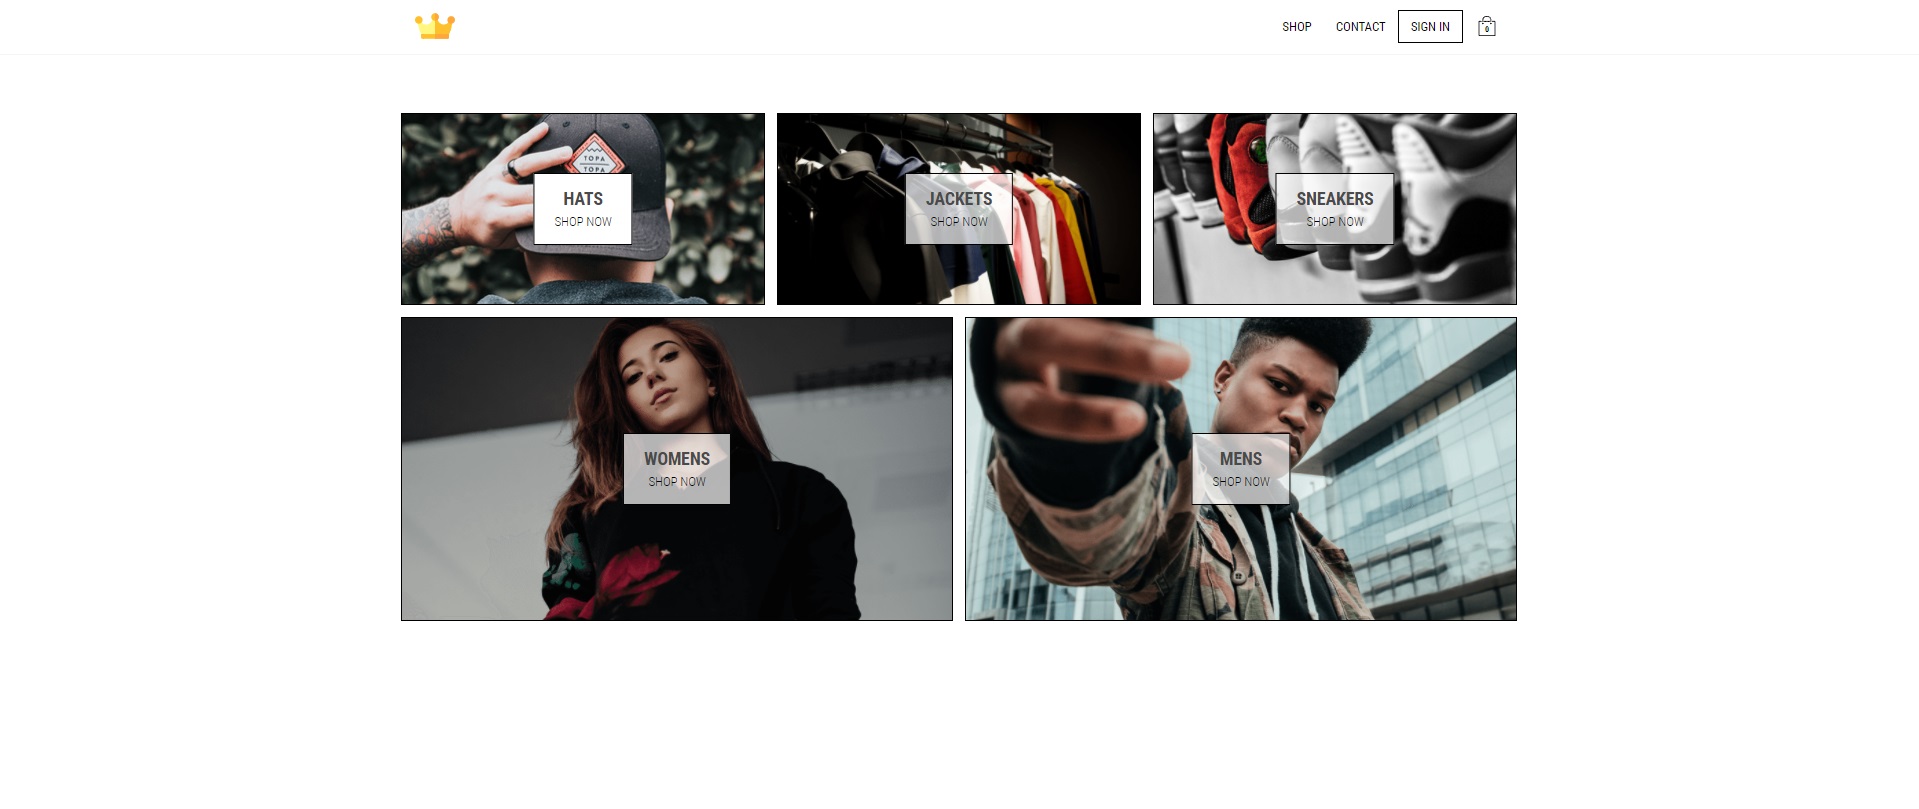 SHOP CONTACT SIGN IN
0
TOPA
TOPA
HATS
SHOP NOW
JACKETS
SHOP NOW
SNEAKERS
SHOP NOW
WOMENS
SHOP NOW
MENS
SHOP NOW